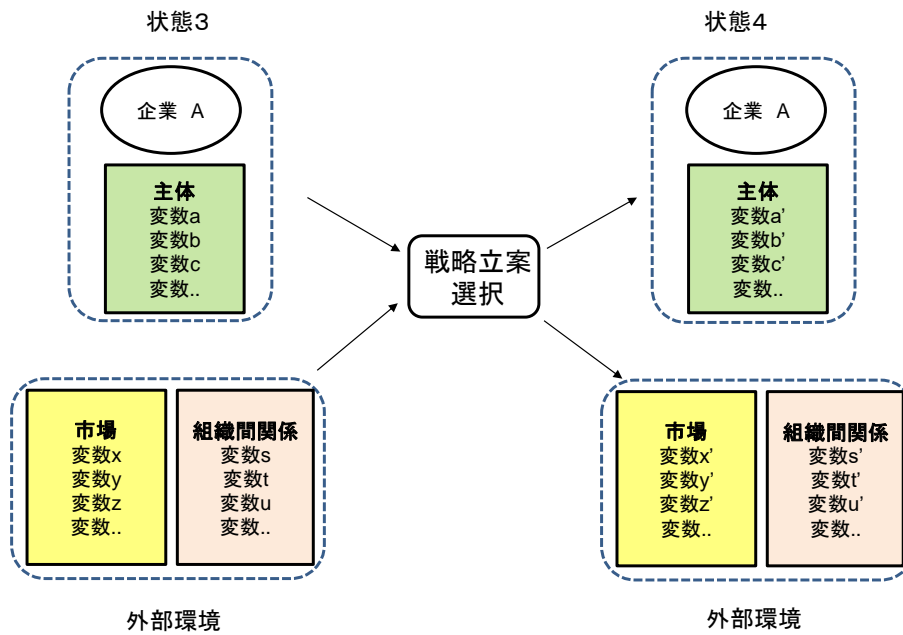 状態3
状態4
企業 A
主体
変数a
変数b
変数c
変数..
戦略立案
選択
企業 A
主体
変数a’
変数b’
変数c’
変数..
市場
変数x
変数y
変数z
変数..
組織間関係
変数s
変数t
変数u
変数..
市場
変数x’
変数y’
変数z’
変数..
組織間関係
変数s’
変数t’
変数u’
変数..
外部環境
外部環境